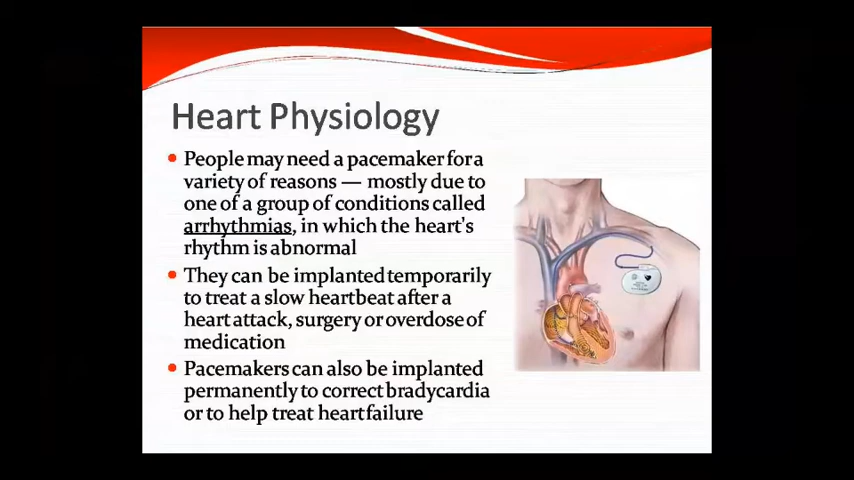 Heart Physiology
• People may need a pacemaker for a
variety of reasons — mostly due to
one of a group of conditions called
arrhythmias, in which the heart's
rhythm is abnormal
• They can be implanted temporarily
to treat a slow heartbeat after a
heart attack, surgery or overdose of
medication
• Pacemakers can also be implanted
permanently to correct bradycardia
or to help treat heart failure